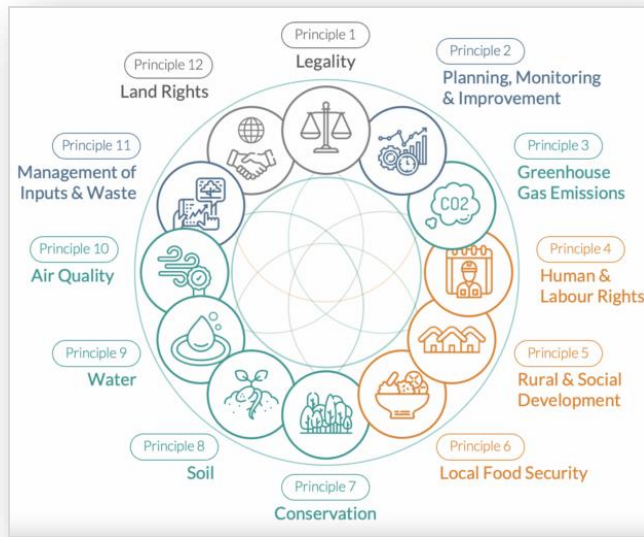 Principle 1
Legality
Principle 2
Planning, Monitoring
& Improvement
Principle 3
Greenhouse
Gas Emissions
CO2
Principle 4
Human &
Labour Rights
Principle 5
Rural & Social
Development
Principle 6
Local Food Security
Principle 7
Conservation
Principle 8
Soil
Principle 9
Water
Principle 10
Air Quality
Principle 11
Management of
Inputs & Waste
Principle 12
Land Rights